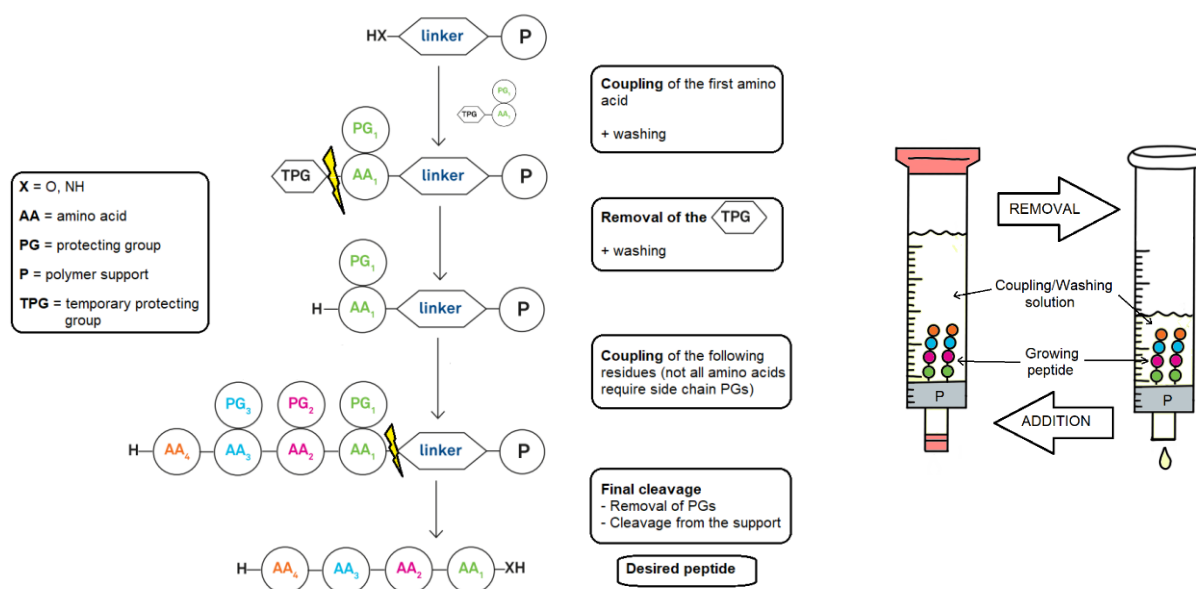 HX
linker
P
PG₁
TPG
AA₁
Coupling of the first amino
acid
+ washing
PG₁
TPG
AA₁
linker
P
X = O, NH
AA = amino acid
PG = protecting group
P = polymer support
TPG = temporary protecting
group
Removal of the TPG
+ washing
PG₁
H
AA₁
linker
P
Coupling of the following
residues (not all amino acids
require side chain PGs)
PG₃
PG₂
PG₁
H
AA₄
AA₃
AA₂
AA₁
linker
P
Final cleavage
- Removal of PGs
- Cleavage from the support
H
AA₄
AA₃
AA₂
AA₁
XH
Desired peptide
REMOVAL
Coupling/Washing
solution
Growing
peptide
P
P
ADDITION